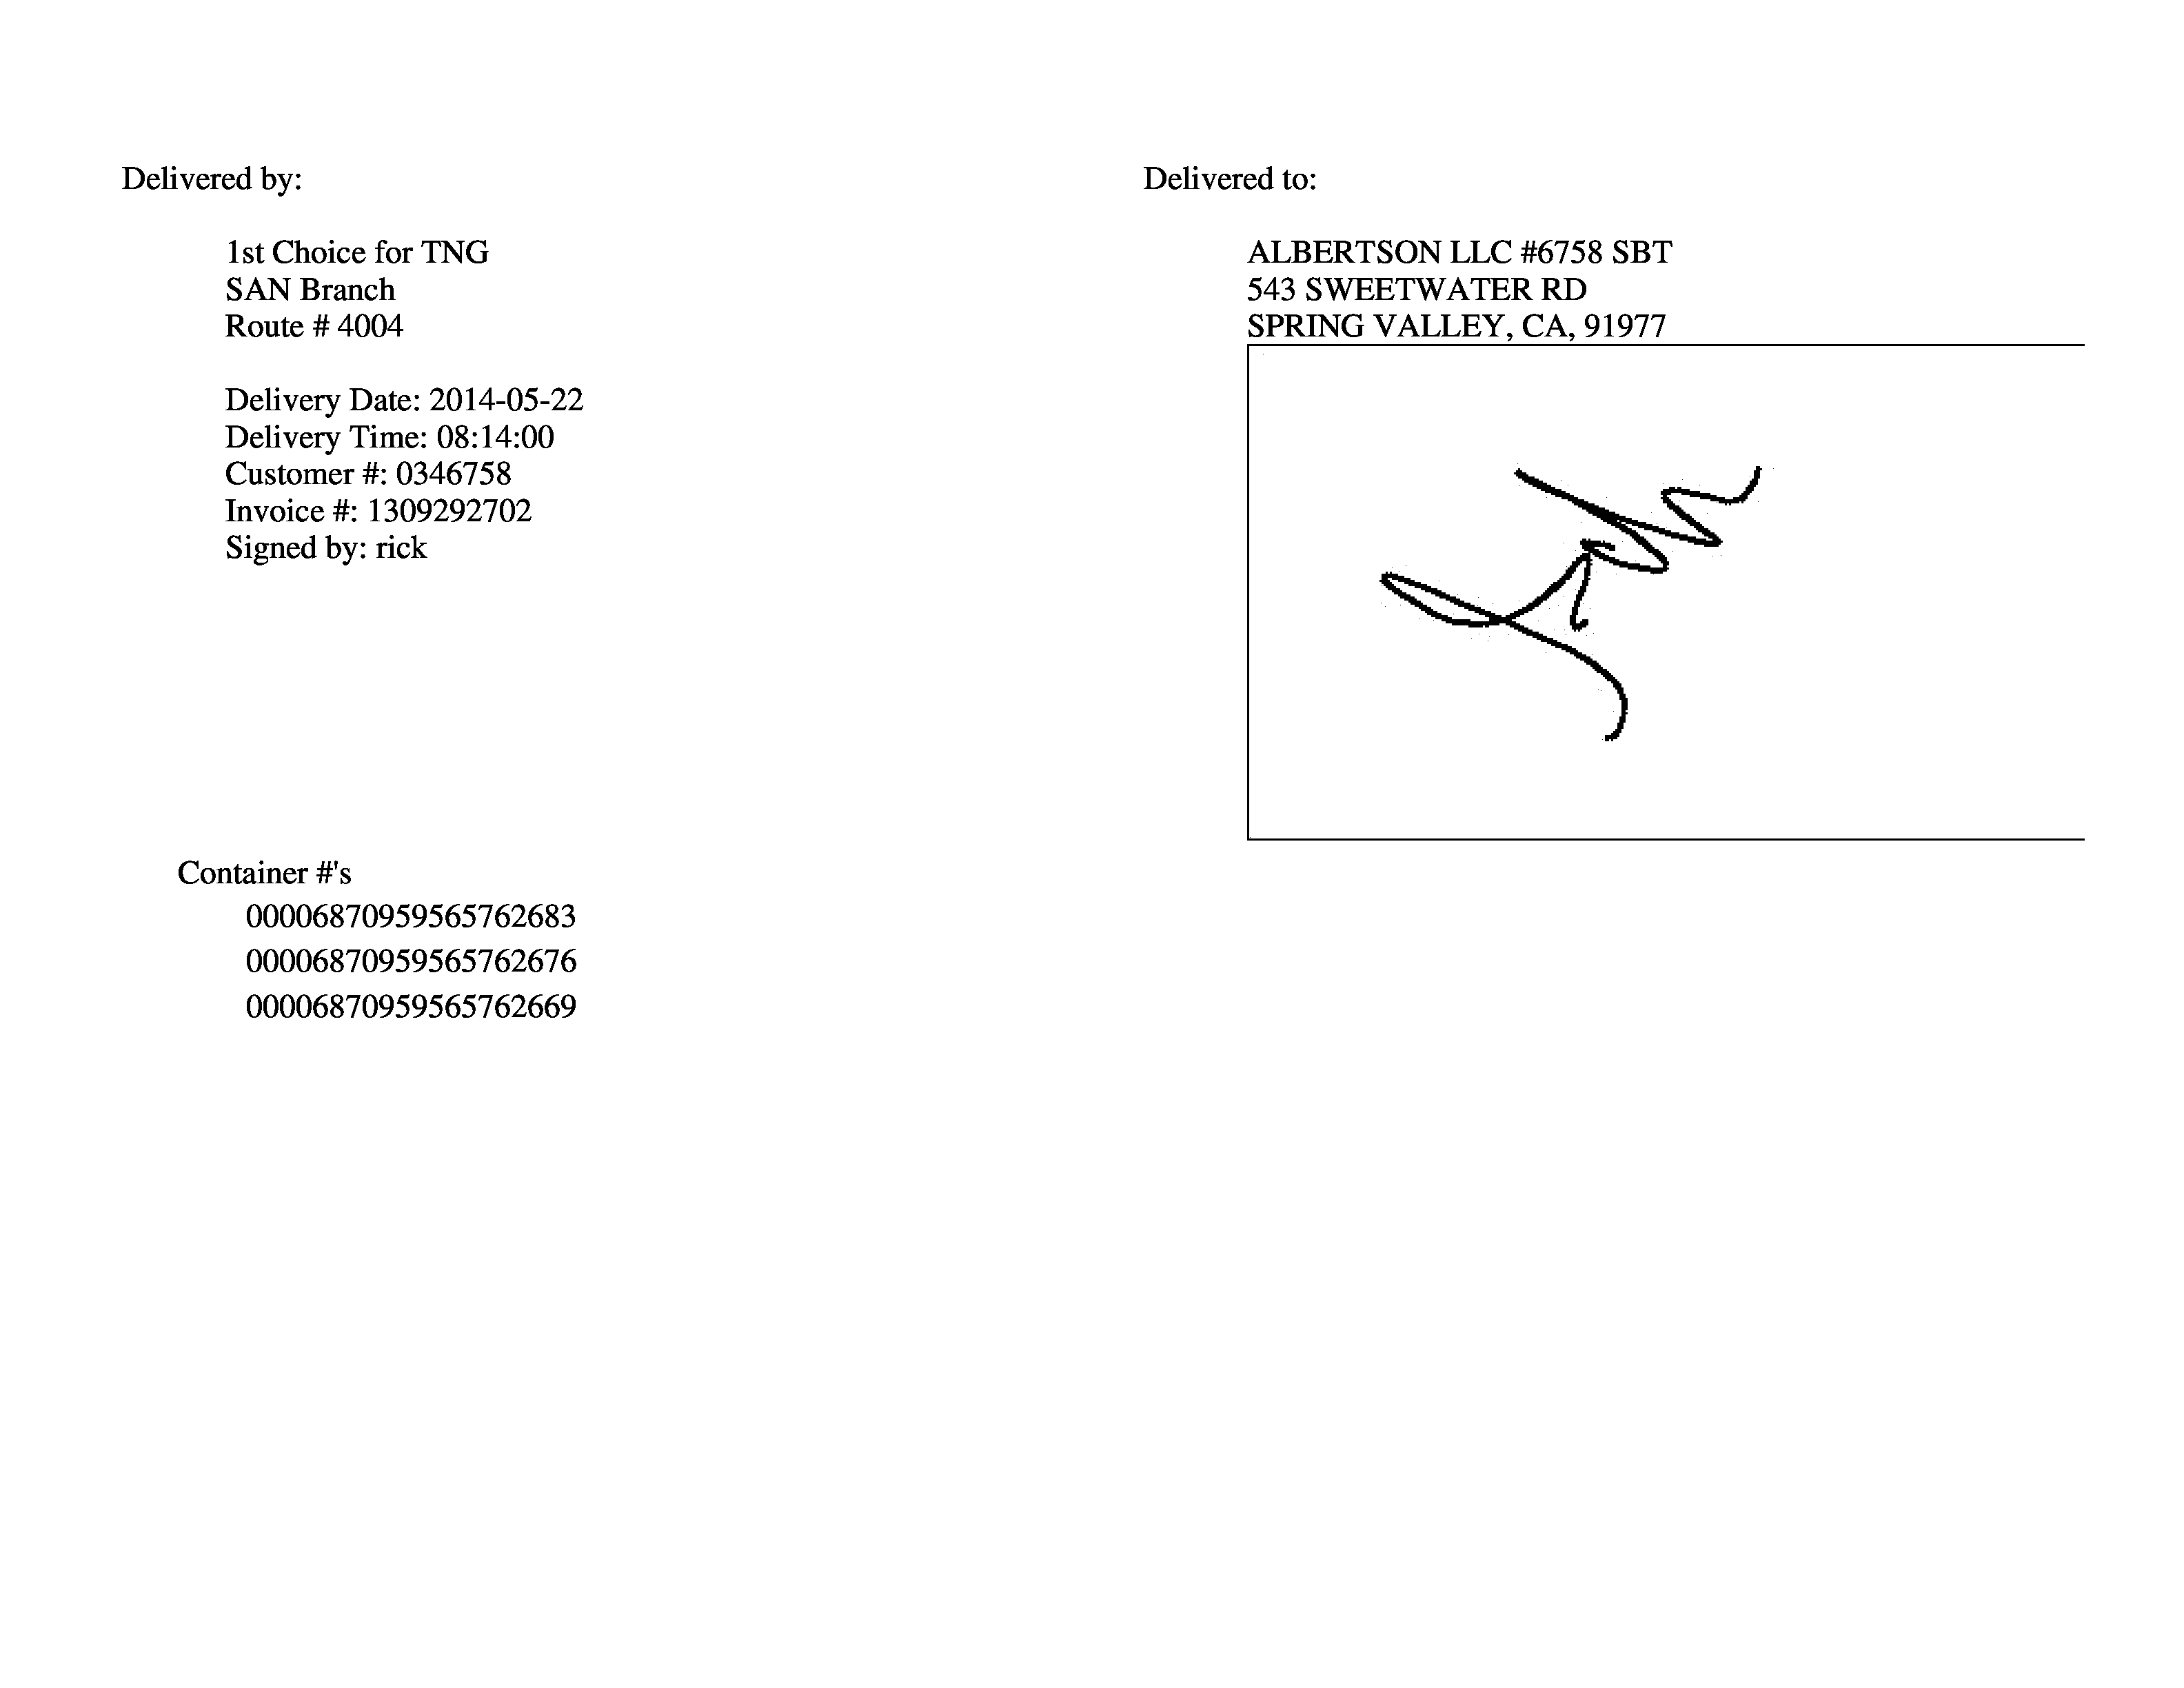 Delivered by:
1st Choice for TNG
SAN Branch
Route # 4004
Delivery Date: 2014-05-22
Delivery Time: 08:14:00
Customer #: 0346758
Invoice #: 1309292702
Signed by: rick
Delivered to:
ALBERTSON LLC #6758 SBT
543 SWEETWATER RD
SPRING VALLEY, CA, 91977
Container #'s
00006870959565762683
00006870959565762676
00006870959565762669